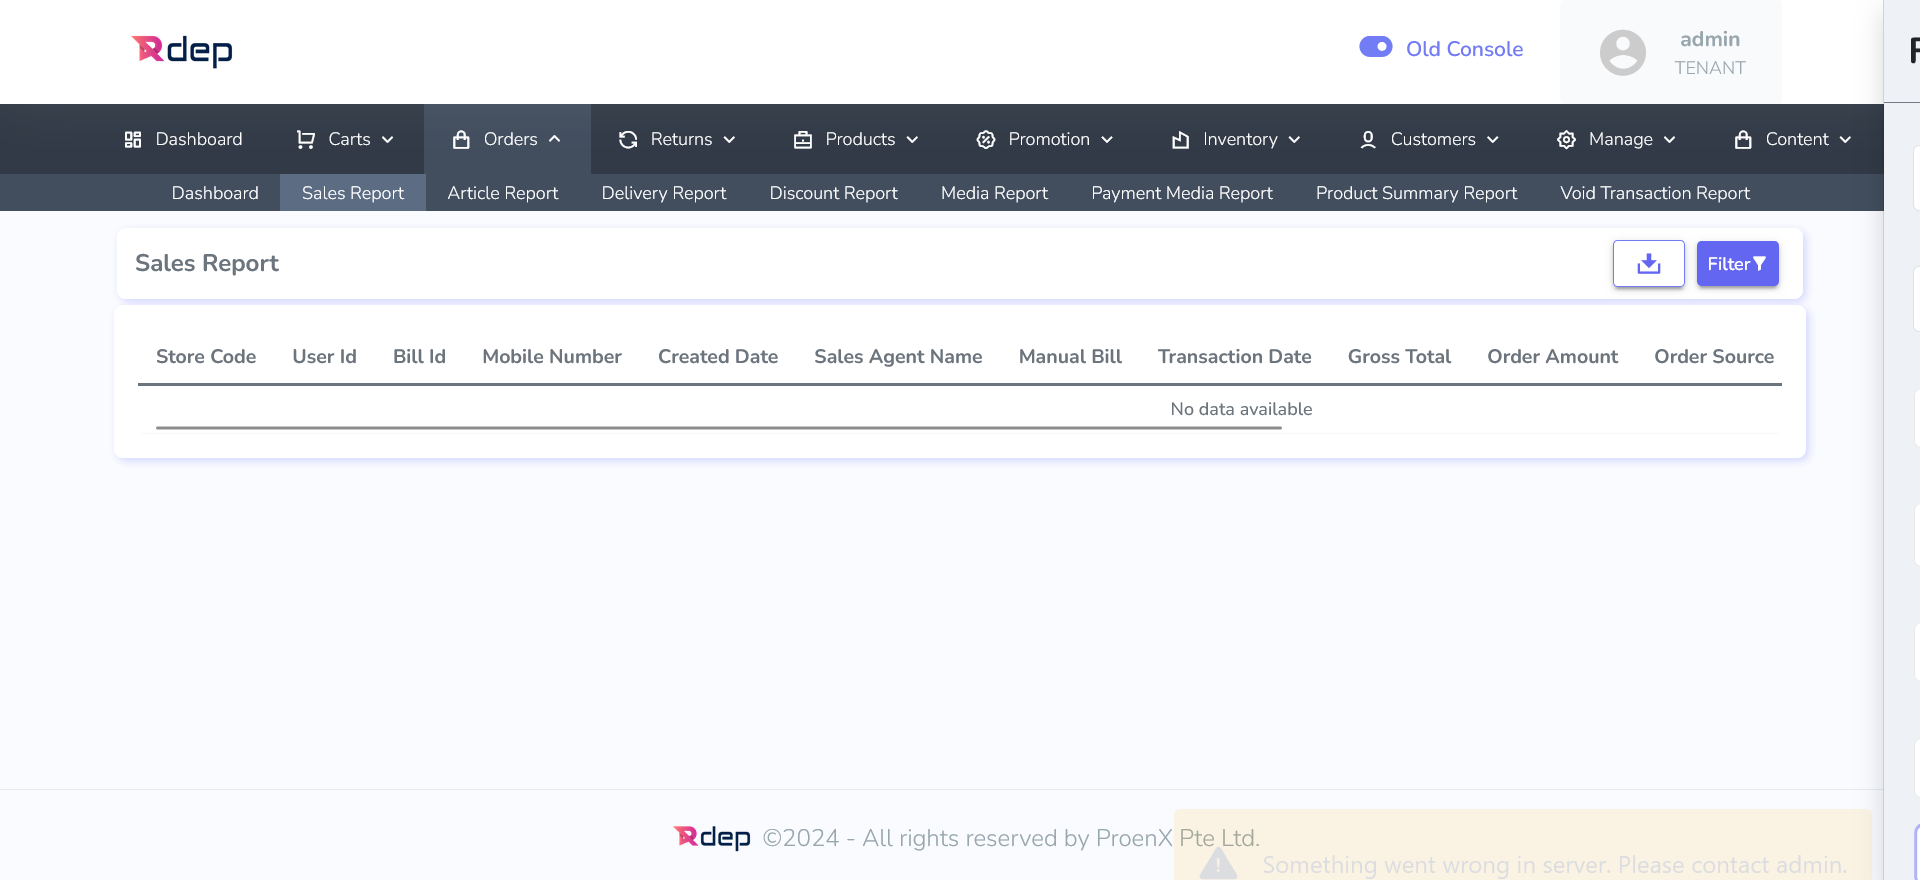 Rdep
Old Console
admin
TENANT
Dashboard Carts Orders Returns Products Promotion Inventory Customers Manage Content
Dashboard Sales Report Article Report Delivery Report Discount Report Media Report Payment Media Report Product Summary Report Void Transaction Report
Sales Report
Filter
Store Code User Id Bill Id Mobile Number Created Date Sales Agent Name Manual Bill Transaction Date Gross Total Order Amount Order Source
No data available
Rdep ©2024 - All rights reserved by ProenX Pte Ltd.
Something went wrong in server. Please contact admin.